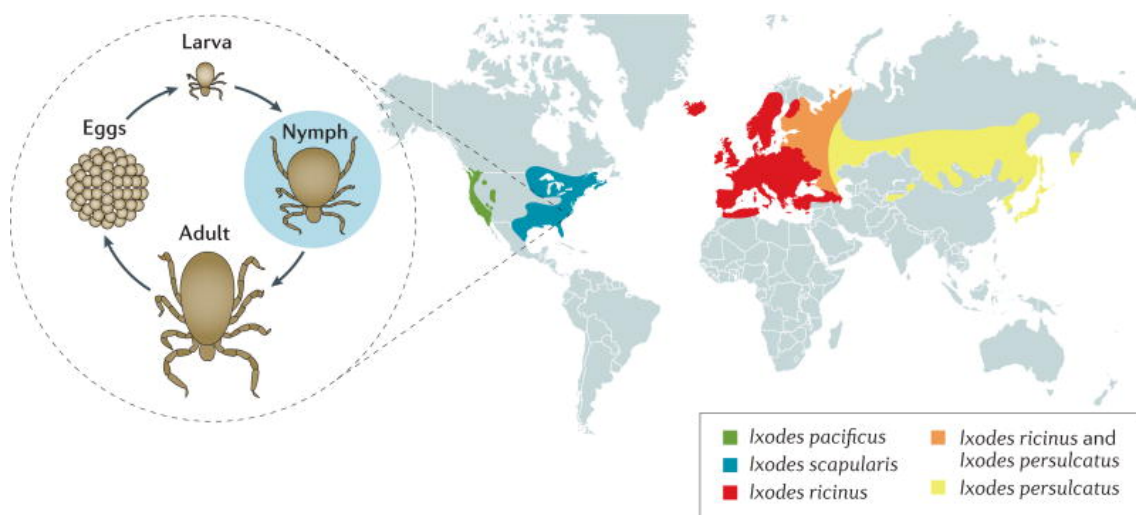 Larva
Eggs
Nymph
Adult
Ixodes pacificus
Ixodes scapularis
Ixodes ricinus
Ixodes ricinus and
Ixodes persulcatus
Ixodes persulcatus